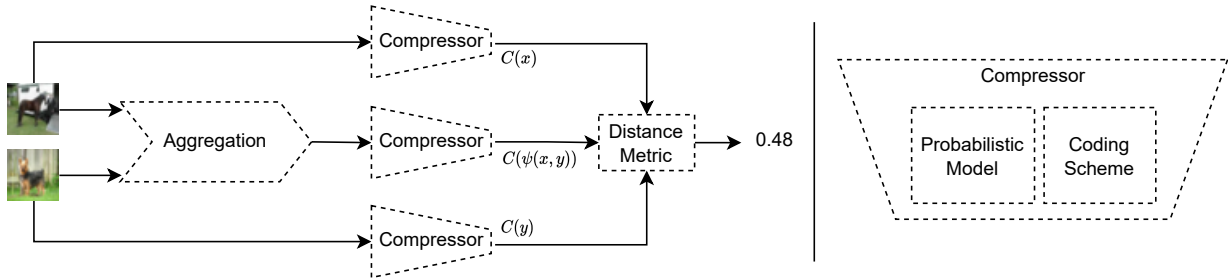 Compressor
C(x)
Aggregation
Compressor
C(ψ(x, y))
Distance
Metric
0.48
Compressor
C(y)
Compressor
Probabilistic
Model
Coding
Scheme